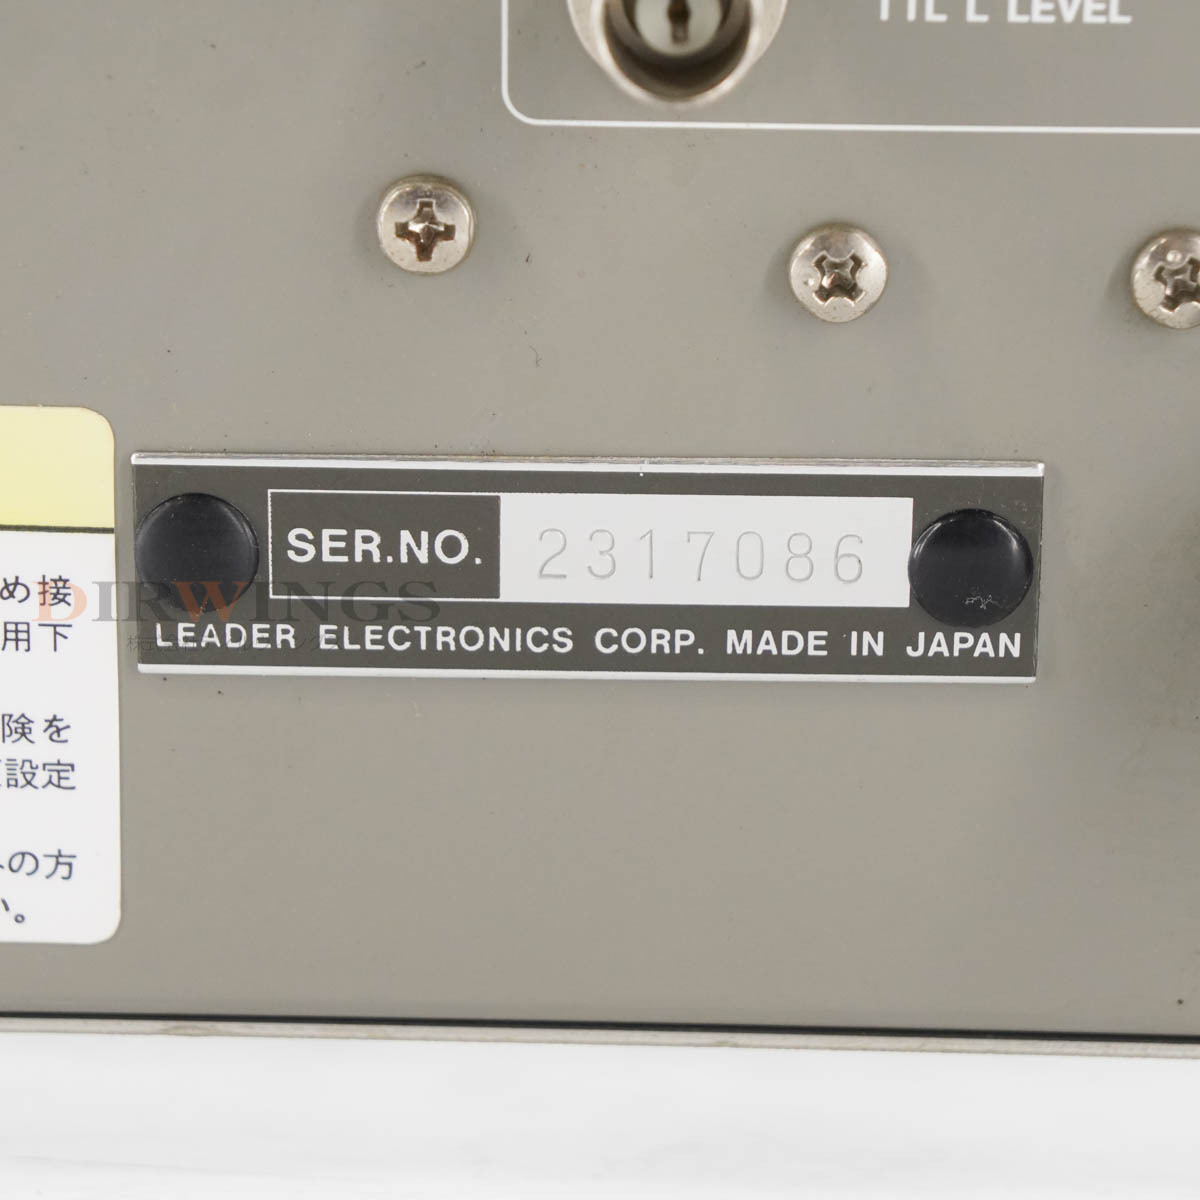 TTL L LEVEL
SER.NO. 2317086
LEADER ELECTRONICS CORP. MADE IN JAPAN
DIRWINGS
め接
用下
険を
設定
の方
い。